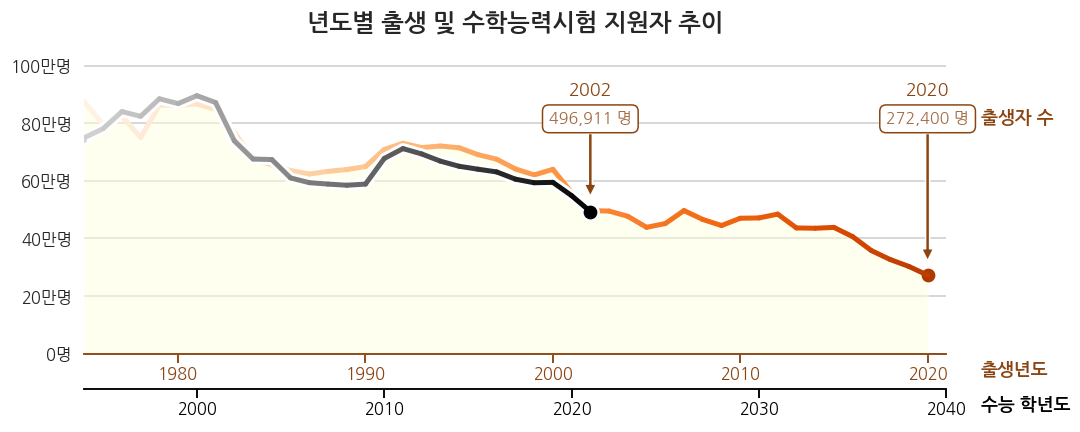 년도별 출생 및 수학능력시험 지원자 추이
100만명
80만명
60만명
40만명
20만명
0명
2002
496,911 명
2020
272,400 명
출생자 수
1980
1990
2000
2010
2020
출생년도
2000
2010
2020
2030
2040
수능 학년도